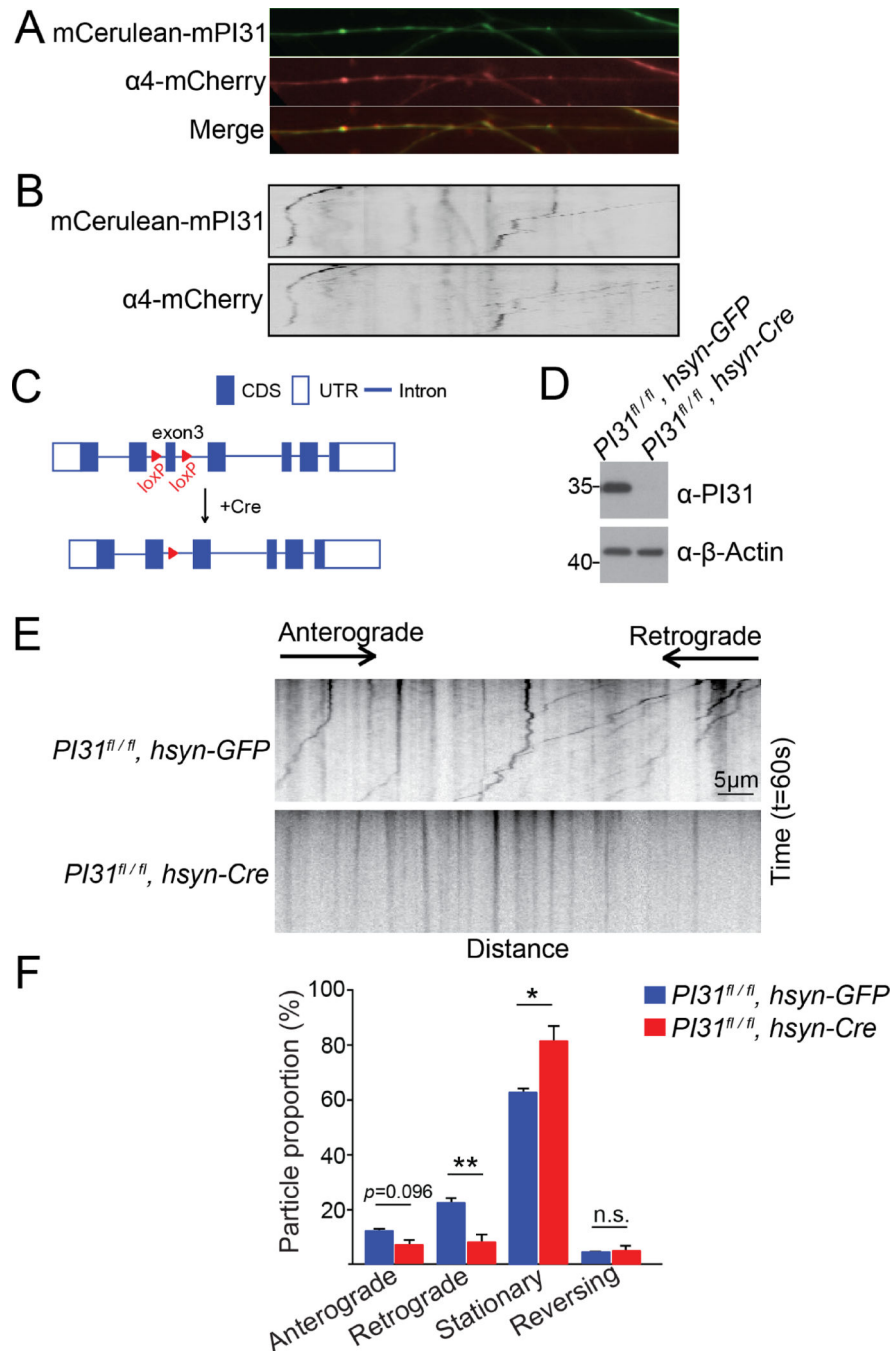 A
mCerulean-mPI31
α4-mCherry
Merge
B
mCerulean-mPI31
α4-mCherry
C
CDS UTR Intron
exon3
loxP loxP
+Cre
D
PI31fl/fl, hsyn-GFP
PI31fl/fl, hsyn-Cre
35 α-PI31
40 α-β-Actin
E
Anterograde Retrograde
PI31fl/fl, hsyn-GFP
5μm
PI31fl/fl, hsyn-Cre
Time (t=60s)
Distance
F
Particle proportion (%)
100
80
60
40
20
p=0.096
**
*
n.s.
PI31fl/fl, hsyn-GFP
PI31fl/fl, hsyn-Cre
Anterograde
Retrograde
Stationary
Reversing